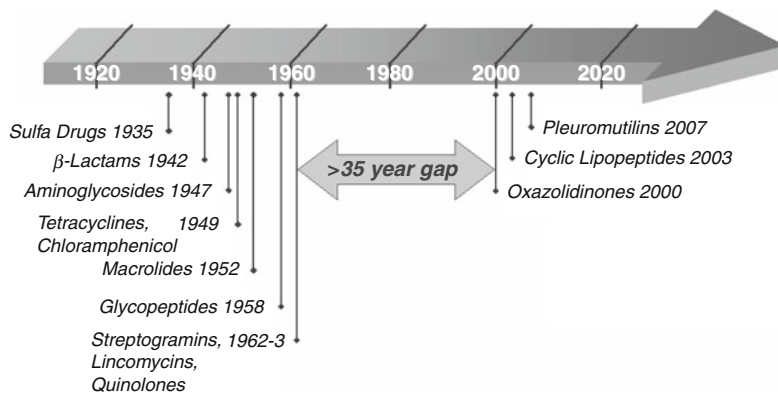 1920 1940 1960 1980 2000 2020
Sulfa Drugs 1935
β-Lactams 1942
Aminoglycosides 1947
Tetracyclines, 1949
Chloramphenicol
Macrolides 1952
Glycopeptides 1958
Streptogramins, 1962-3
Lincomycins,
Quinolones
>35 year gap
Pleuromutilins 2007
Cyclic Lipopeptides 2003
Oxazolidinones 2000